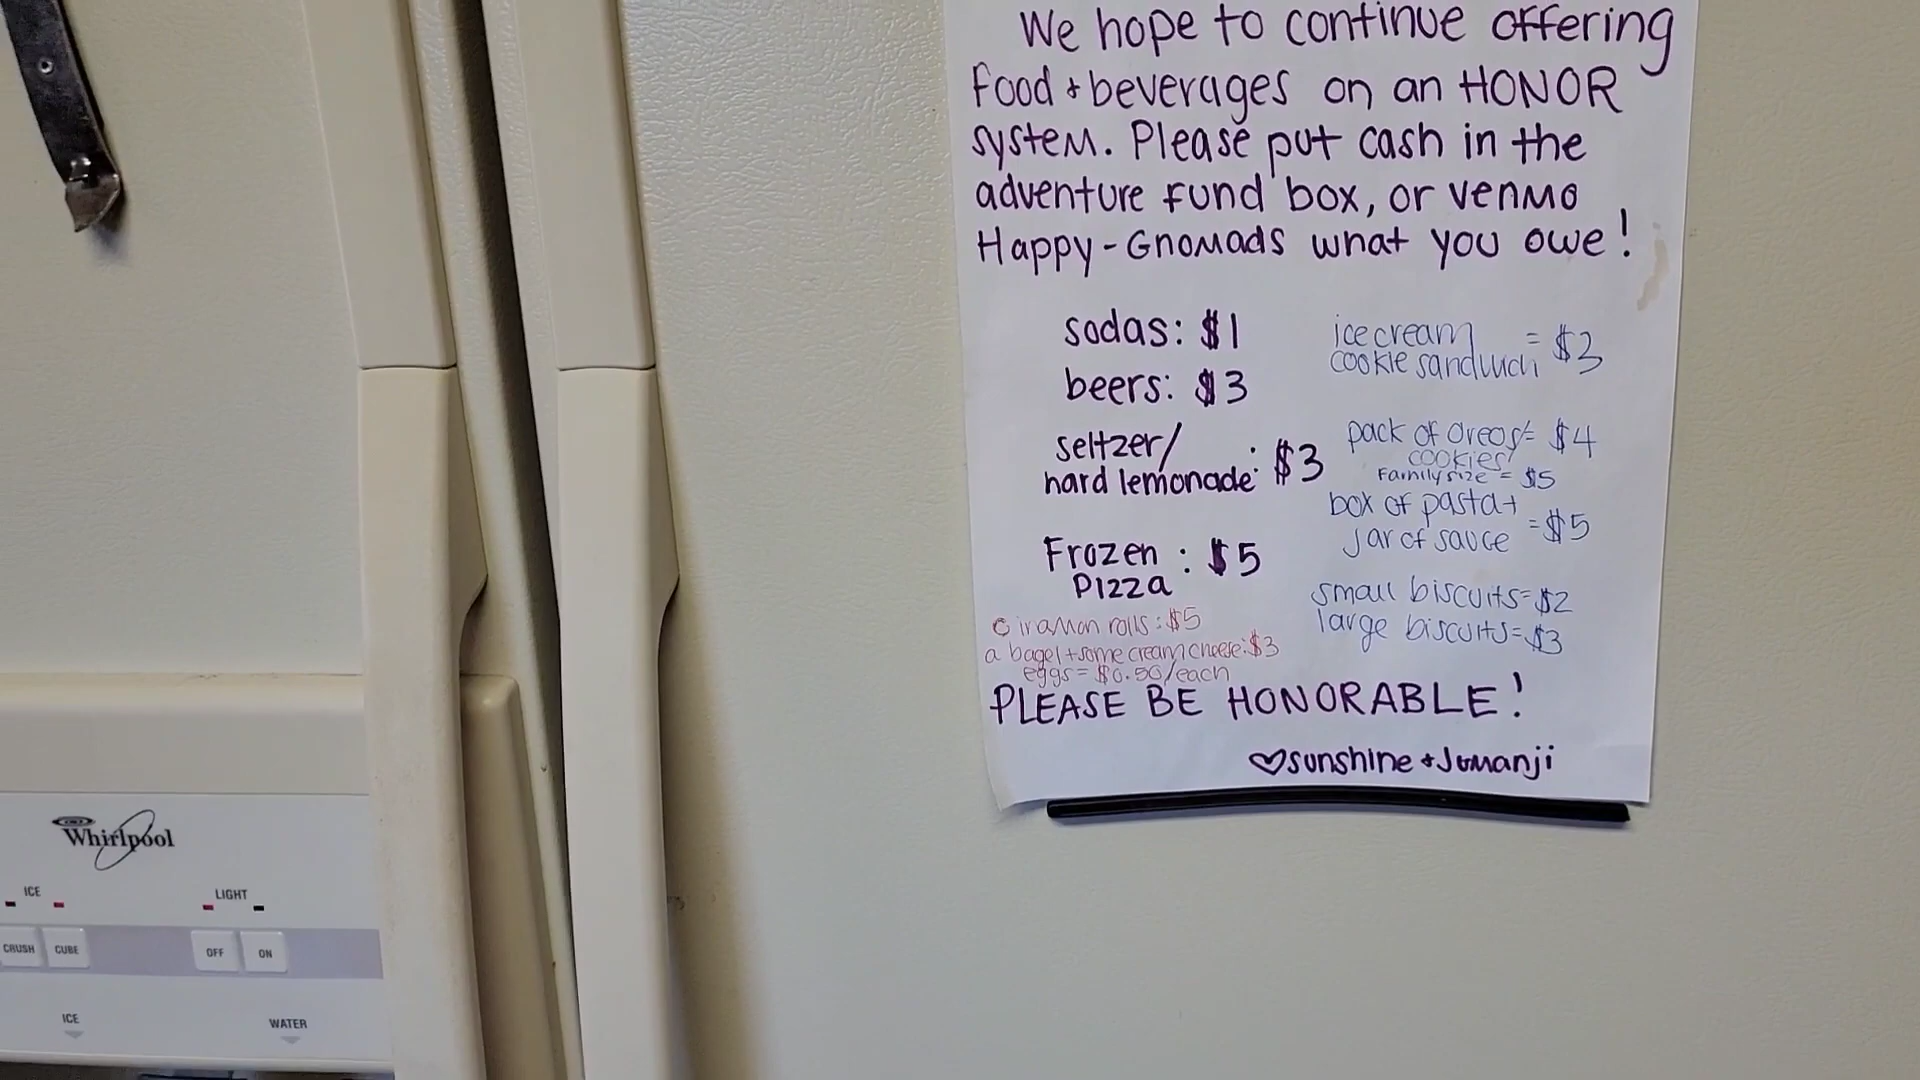 We hope to continue offering
Food + beverages on an HONOR
system. Please put cash in the
adventure fund box, or venmo
Happy-Gnomads what you owe!
sodas: $1
beers: $3
seltzer/
hard lemonade: $3
Frozen : $5
Pizza
cinamon rolls: $5
a bagel + some cream cheese: $3
eggs = $0.50/each
ice cream
cookie sandwich = $3
pack of oreos/ = $4
cookies
Family size = $5
box of pasta +
jar of sauce = $5
small biscuits = $2
large biscuits = $3
PLEASE BE HONORABLE!
♡sunshine + Jumanji
Whirlpool
ICE
LIGHT
CRUSH
CUBE
OFF
ON
ICE
WATER